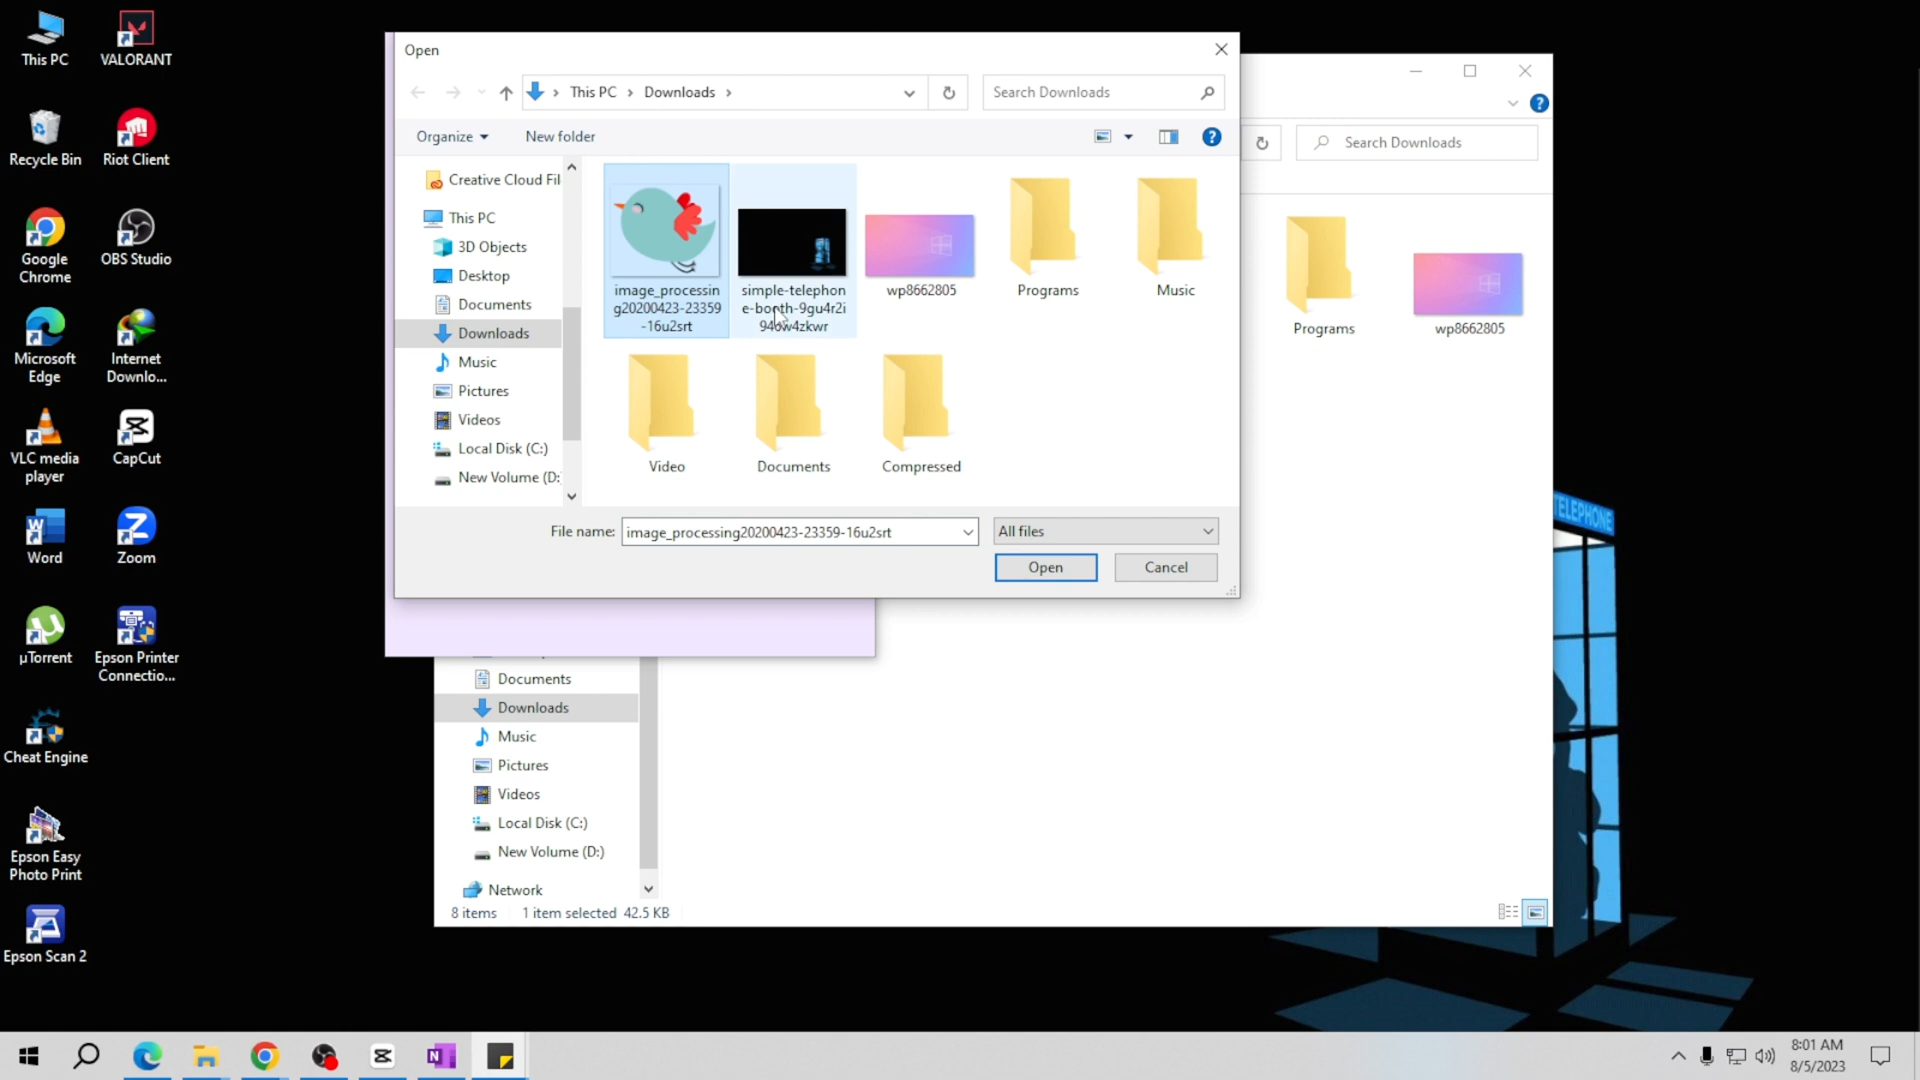 This PC
VALORANT
Recycle Bin
Riot Client
Google
Chrome
OBS Studio
Microsoft
Edge
Internet
Downlo...
VLC media
player
CapCut
Word
Zoom
µTorrent
Epson Printer
Connectio...
Cheat Engine
Epson Easy
Photo Print
Epson Scan 2
Open
This PC
Downloads
Search Downloads
Organize
New folder
Creative Cloud Fil
This PC
3D Objects
Desktop
Documents
Downloads
Music
Pictures
Videos
Local Disk (C:)
New Volume (D:
image_processin
g20200423-23359
-16u2srt
simple-telephon
e-booth-9gu4r2i
94ow4zkwr
wp8662805
Programs
Music
Video
Documents
Compressed
File name:
image_processing20200423-23359-16u2srt
All files
Open
Cancel
Search Downloads
Programs
wp8662805
Documents
Downloads
Music
Pictures
Videos
Local Disk (C:)
New Volume (D:)
Network
8 items
1 item selected 42.5 KB
TELEPHONE
8:01 AM
8/5/2023